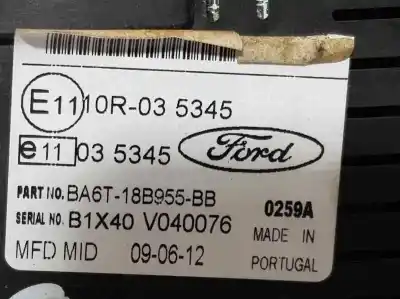 E11 10R-03 5345
e11 03 5345
Ford
PART NO. BA6T-18B955-BB
SERIAL NO. B1X40 V040076
0259A
MFD MID 09-06-12
MADE IN
PORTUGAL